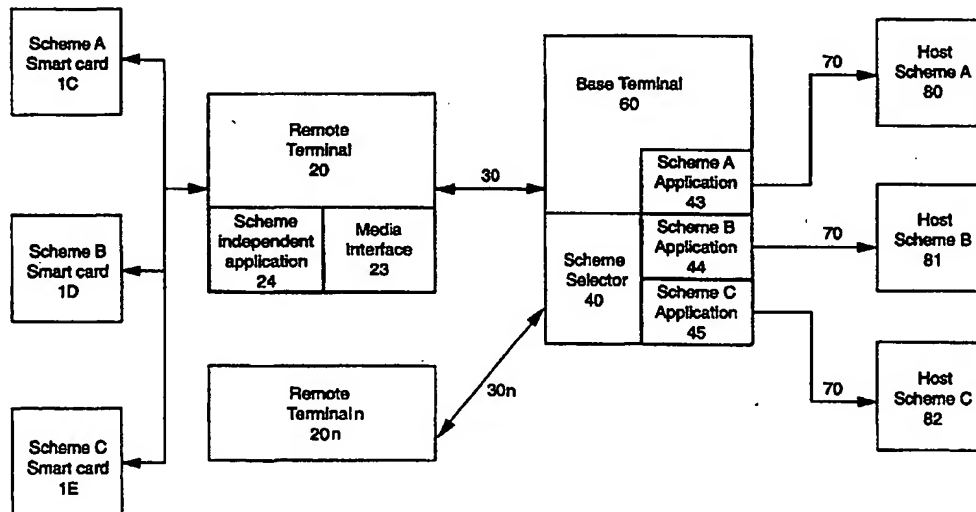 Scheme A
Smart card
1C
Scheme B
Smart card
1D
Scheme C
Smart card
1E
Remote
Terminal
20
Scheme
independent
application
24
Media
Interface
23
Remote
Terminal n
20n
30
30n
Base Terminal
60
Scheme
Selector
40
Scheme A
Application
43
Scheme B
Application
44
Scheme C
Application
45
70
70
70
Host
Scheme A
80
Host
Scheme B
81
Host
Scheme C
82